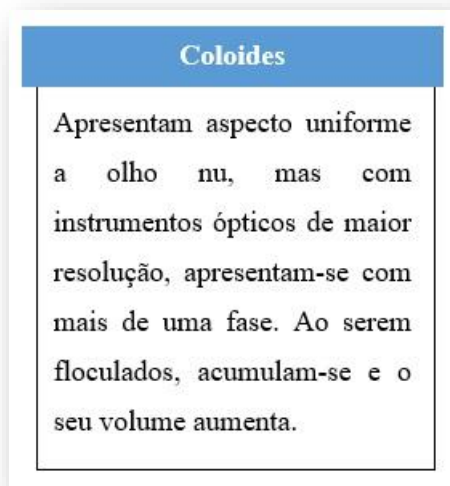 Coloides
Apresentam aspecto uniforme
a olho nu, mas com
instrumentos ópticos de maior
resolução, apresentam-se com
mais de uma fase. Ao serem
floculados, acumulam-se e o
seu volume aumenta.